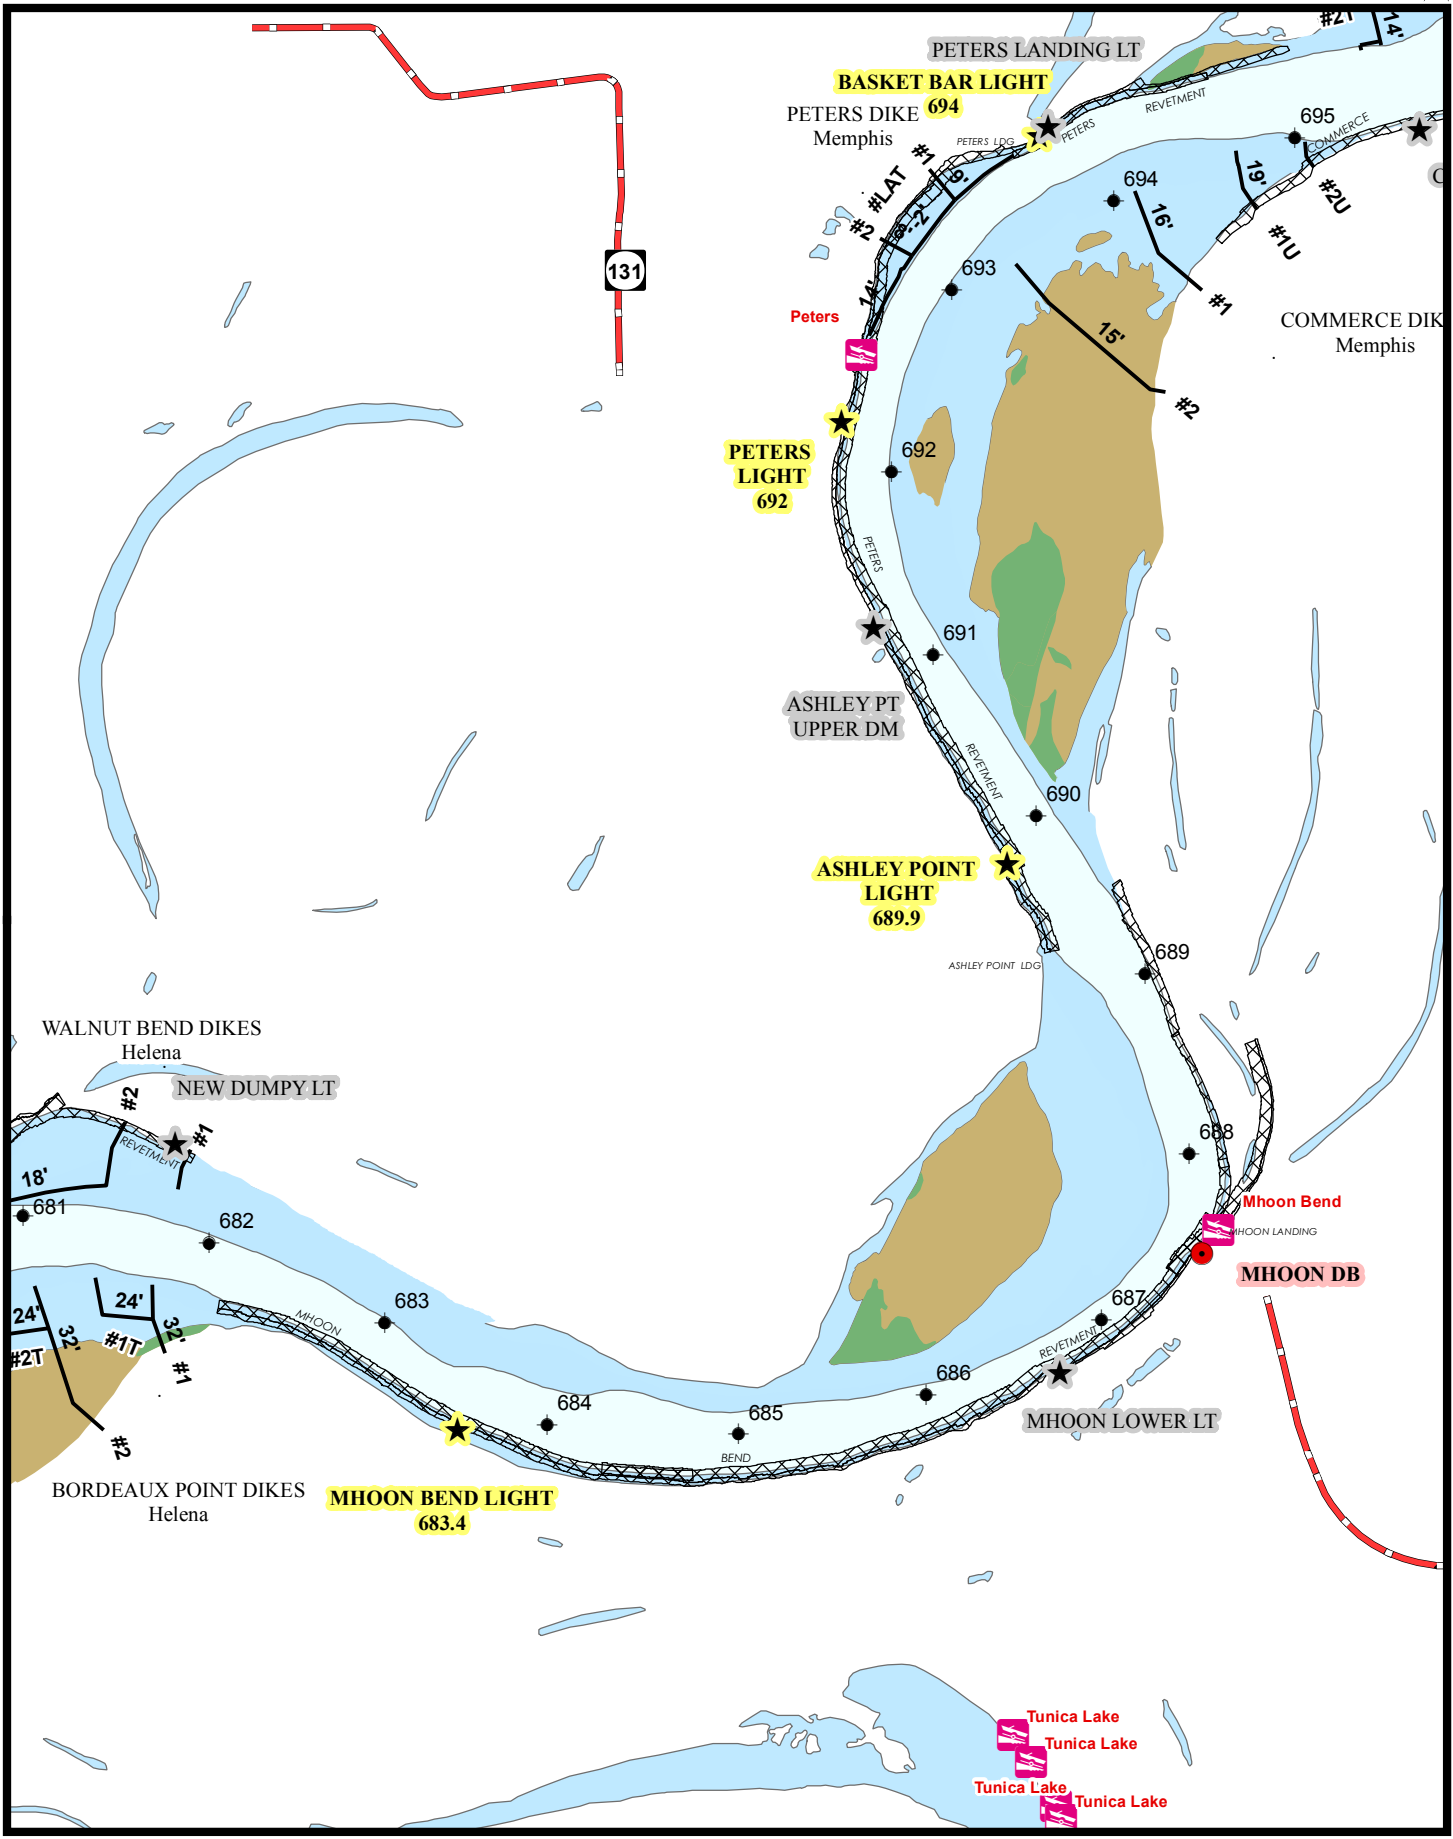 #2T
14'
PETERS LANDING LT
BASKET BAR LIGHT
694
PETERS DIKE
Memphis
REVETMENT
PETERS
PETERS LDG
695
COMMERCE
#1
9'
#LAT
-2'
#2
694
16'
19'
#2U
#1U
693
14'
131
Peters
#1
COMMERCE DIK
Memphis
15'
#2
692
PETERS
LIGHT
692
PETERS
691
ASHLEY PT
UPPER DM
REVETMENT
690
ASHLEY POINT
LIGHT
689.9
ASHLEY POINT LDG
689
WALNUT BEND DIKES
Helena
NEW DUMPY LT
#2
#1
REVETMENT
688
18'
681
682
Mhoon Bend
MHOON LANDING
MHOON DB
24'
32'
24'
32'
#2T
#1T
#1
#2
MHOON
683
687
REVETMENT
686
684
685
BEND
MHOON LOWER LT
BORDEAUX POINT DIKES
Helena
MHOON BEND LIGHT
683.4
Tunica Lake
Tunica Lake
Tunica Lake
Tunica Lake